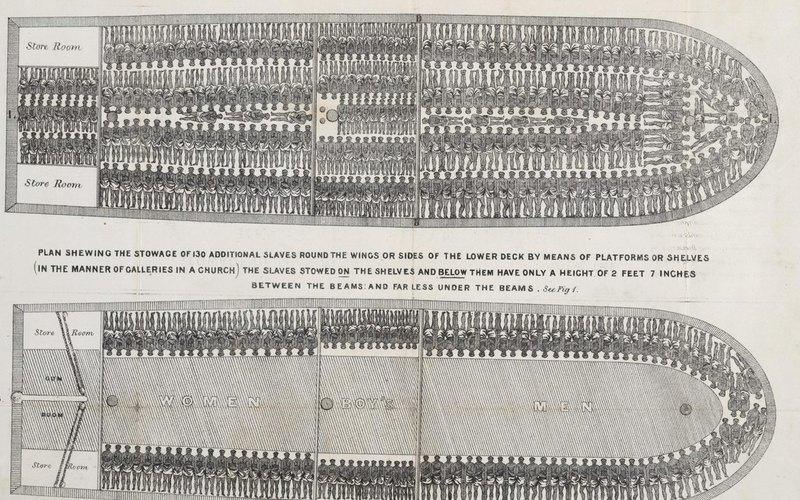 B
Store Room
I.
I.
Store Room
B
PLAN SHEWING THE STOWAGE OF 130 ADDITIONAL SLAVES ROUND THE WINGS OR SIDES OF THE LOWER DECK BY MEANS OF PLATFORMS OR SHELVES
(IN THE MANNER OF GALLERIES IN A CHURCH) THE SLAVES STOWED ON THE SHELVES AND BELOW THEM HAVE ONLY A HEIGHT OF 2 FEET 7 INCHES
BETWEEN THE BEAMS: AND FAR LESS UNDER THE BEAMS. See Fig 1.
Store Room
GUN
WOMEN BOY'S MEN
ROOM
Store Room